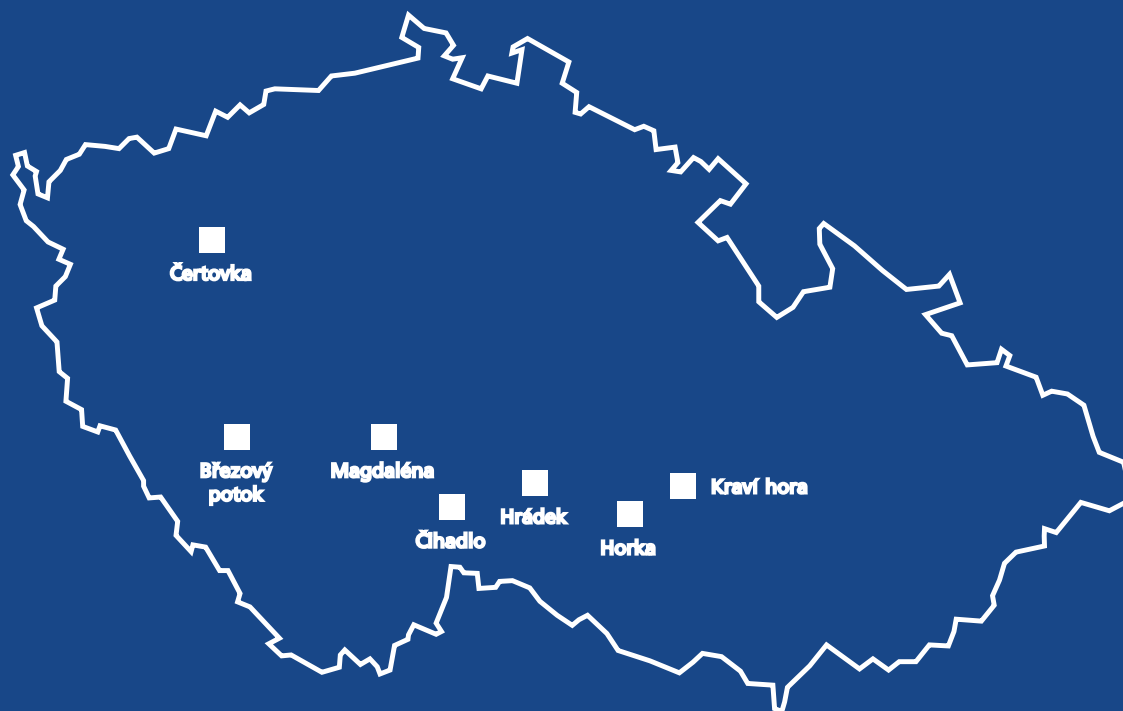 Čertovka
Březový
potok
Magdaléna
Čihadlo
Hrádek
Horka
Kraví hora